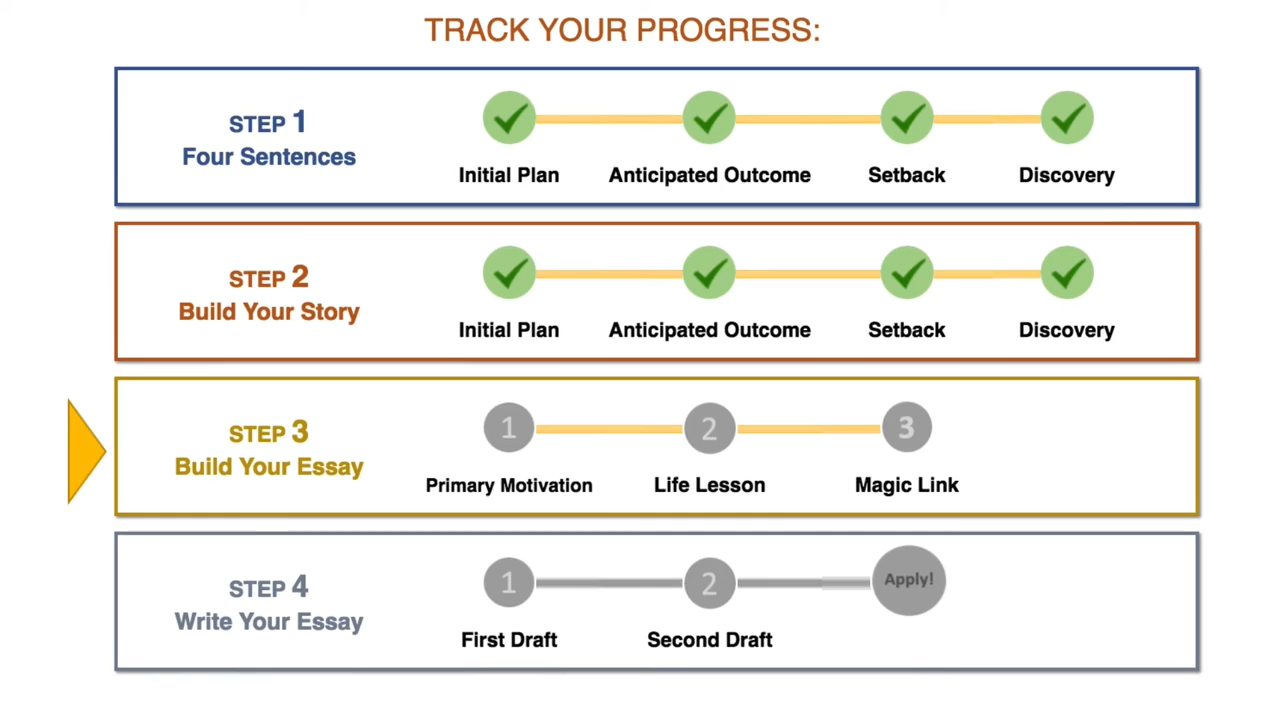 TRACK YOUR PROGRESS:
STEP 1
Four Sentences
Initial Plan
Anticipated Outcome
Setback
Discovery
STEP 2
Build Your Story
Initial Plan
Anticipated Outcome
Setback
Discovery
STEP 3
Build Your Essay
1
2
3
Primary Motivation
Life Lesson
Magic Link
STEP 4
Write Your Essay
1
2
Apply!
First Draft
Second Draft